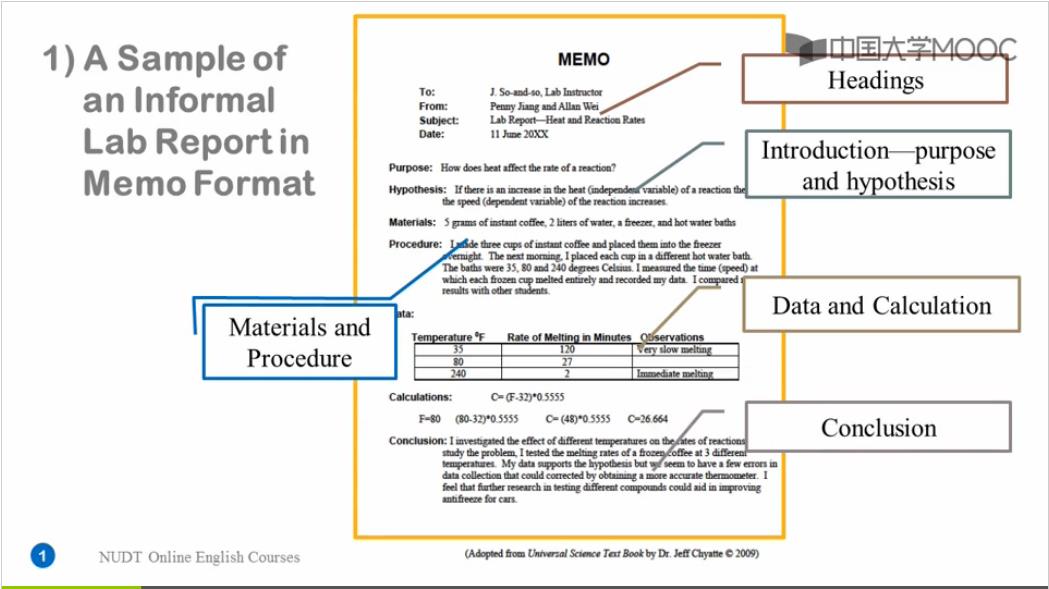 1) A Sample of
an Informal
Lab Report in
Memo Format
中国大学MOOC
MEMO
To: J. So-and-so, Lab Instructor
From: Penny Jiang and Allan Wei
Subject: Lab Report—Heat and Reaction Rates
Date: 11 June 20XX
Purpose: How does heat affect the rate of a reaction?
Hypothesis: If there is an increase in the heat (independent variable) of a reaction
the speed (dependent variable) of the reaction increases.
Materials: 5 grams of instant coffee, 2 liters of water, a freezer, and hot water baths
Procedure: I made three cups of instant coffee and placed them into the freezer
overnight. The next morning, I placed each cup in a different hot water bath.
The baths were 35, 80 and 240 degrees Celsius. I measured the time (speed) at
which each frozen cup melted entirely and recorded my data. I compared
results with other students.
Temperature ⁰F Rate of Melting in Minutes Observations
35 120 Very slow melting
80 27
240 2 Immediate melting
Calculations: C= (F-32)*0.5555
F=80 (80-32)*0.5555 C= (48)*0.5555 C=26.664
Conclusion: I investigated the effect of different temperatures on the rates of reactions
study the problem, I tested the melting rates of a frozen coffee at 3 different
temperatures. My data supports the hypothesis but we seem to have a few errors in
data collection that could corrected by obtaining a more accurate thermometer. I
feel that further research in testing different compounds could aid in improving
antifreeze for cars.
Headings
Introduction—purpose
and hypothesis
Materials and
Procedure
Data and Calculation
Conclusion
1
NUDT Online English Courses
(Adopted from Universal Science Text Book by Dr. Jeff Chyatte © 2009)